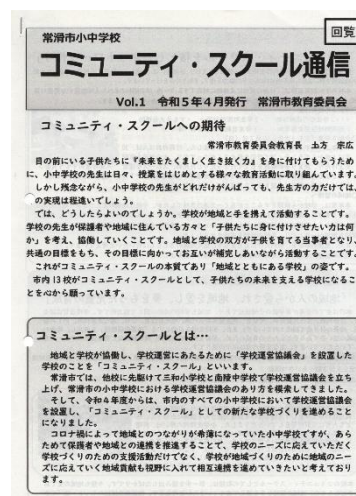 回覧
常滑市小中学校
コミュニティ・スクール通信
Vol.1 令和5年4月発行 常滑市教育委員会
コミュニティ・スクールへの期待
常滑市教育委員会教育長 土方 宗広
目の前にいる子供たちに『未来をたくましく生き抜く力』を身に付けてもらうため
に、小中学校の先生は日々、授業をはじめとする様々な教育活動に取り組んでいます。
しかし残念ながら、小中学校の先生がどれだけがんばっても、先生方の力だけでは、
の実現は程遠いでしょう。
では、どうしたらよいのでしょうか。学校が地域と手を携えて活動することです。
学校の先生が保護者や地域に住んでいる方々と「子供たちに身に付けさせたい力は何
か」を考え、協働していくことです。地域と学校の双方が子供を育てる当事者となり、
共通の目標をもち、その目標に向かってお互いが補完しあいながら活動することです。
これがコミュニティ・スクールの本質であり「地域とともにある学校」の姿です。
市内13校がコミュニティ・スクールとして、子供たちの未来を支える学校になるこ
とを心から願っています。
コミュニティ・スクールとは…
地域と学校が協働し、学校運営にあたるために「学校運営協議会」を設置した
学校のことを「コミュニティ・スクール」といいます。
常滑市では、他校に先駆けて三和小学校と南陵中学校で学校運営協議会を立ち
上げ、常滑市の小中学校における学校運営協議会のあり方を模索してきました。
そして、令和4年度からは、市内のすべての小中学校において学校運営協議会
を設置し、「コミュニティ・スクール」としての新たな学校づくりを進めること
になりました。
コロナ禍によって地域とのつながりが希薄になっていた小中学校ですが、あら
ためて保護者や地域との連携を推進することで、学校のニーズに応えていただく
学校づくりのための支援活動だけでなく、学校が地域づくりのために地域のニー
ズに応えていく地域貢献も視野に入れて相互連携を進めていきたいと考えており
ます。